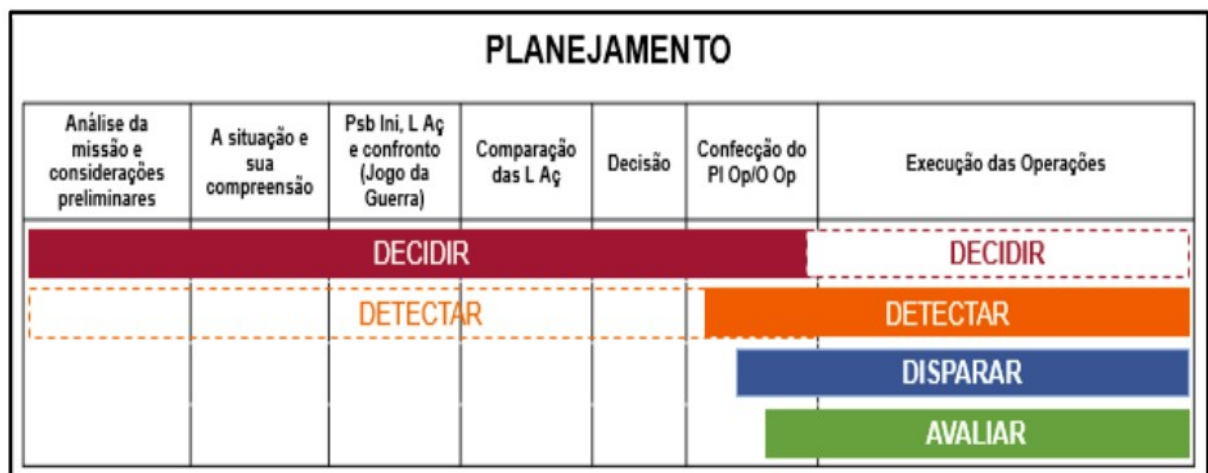 PLANEJAMENTO
Análise da
missão e
considerações
preliminares
A situação e
sua
compreensão
Psb Ini, L Aç
e confronto
(Jogo da
Guerra)
Comparação
das L Aç
Decisão
Confecção do
Pl Op/O Op
Execução das Operações
DECIDIR
DECIDIR
DETECTAR
DETECTAR
DISPARAR
AVALIAR